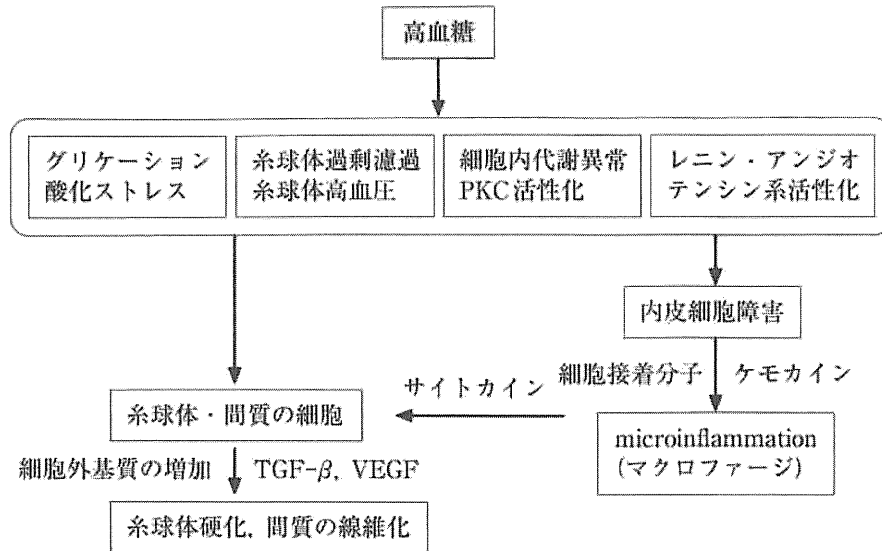 高血糖
グリケーション
酸化ストレス
糸球体過剰濾過
糸球体高血圧
細胞内代謝異常
PKC活性化
レニン・アンジオ
テンシン系活性化
内皮細胞障害
細胞接着分子
ケモカイン
サイトカイン
糸球体・間質の細胞
microinflammation
(マクロファージ)
細胞外基質の増加
TGF-β, VEGF
糸球体硬化, 間質の線維化